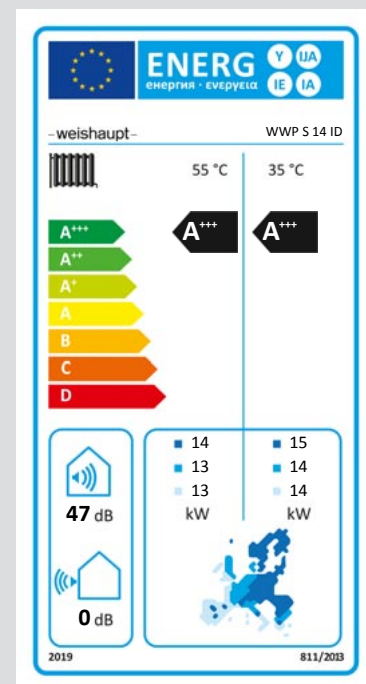 ENERG Y IJA
енергия · ενεργεια IE IA
–weishaupt– WWP S 14 ID
55 °C 35 °C
A+++ A+++ A+++
A++
A+
A
B
C
D
14 15
13 14
13 14
kW kW
47 dB
0 dB
2019 811/2013